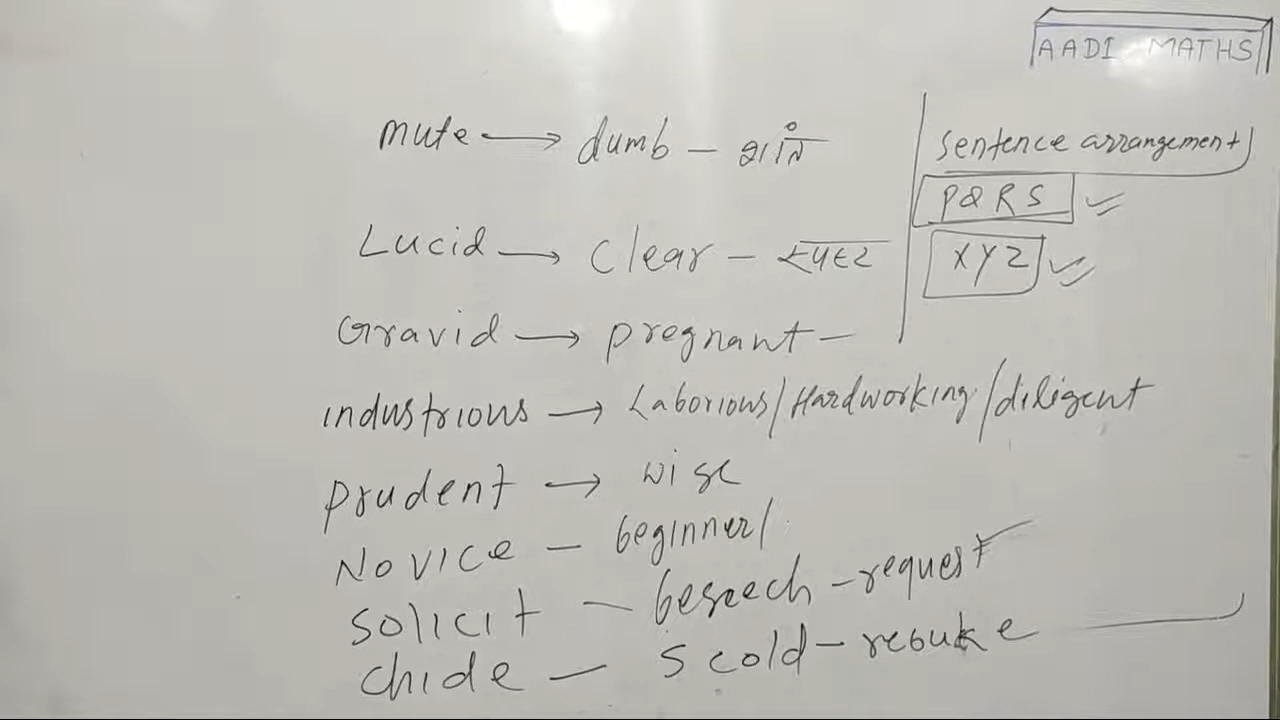 AADI MATHS
mute → dumb - शांत
Lucid → clear - स्पष्ट
Gravid → pregnant -
industrious → Laborious/Hardworking/diligent
prudent → wise
Novice - beginner/
solicit - beseech - request
chide - scold - rebuke
sentence arrangement
PQRS
XYZ